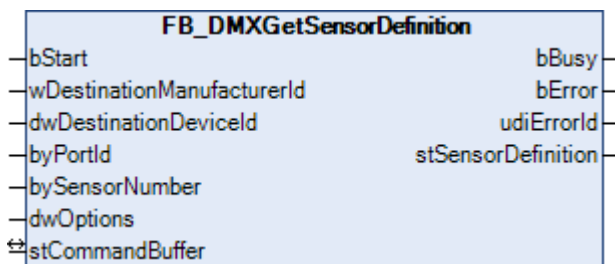 FB_DMXGetSensorDefinition
bStart bBusy
wDestinationManufacturerId bError
dwDestinationDeviceId udiErrorId
byPortId stSensorDefinition
bySensorNumber
dwOptions
stCommandBuffer